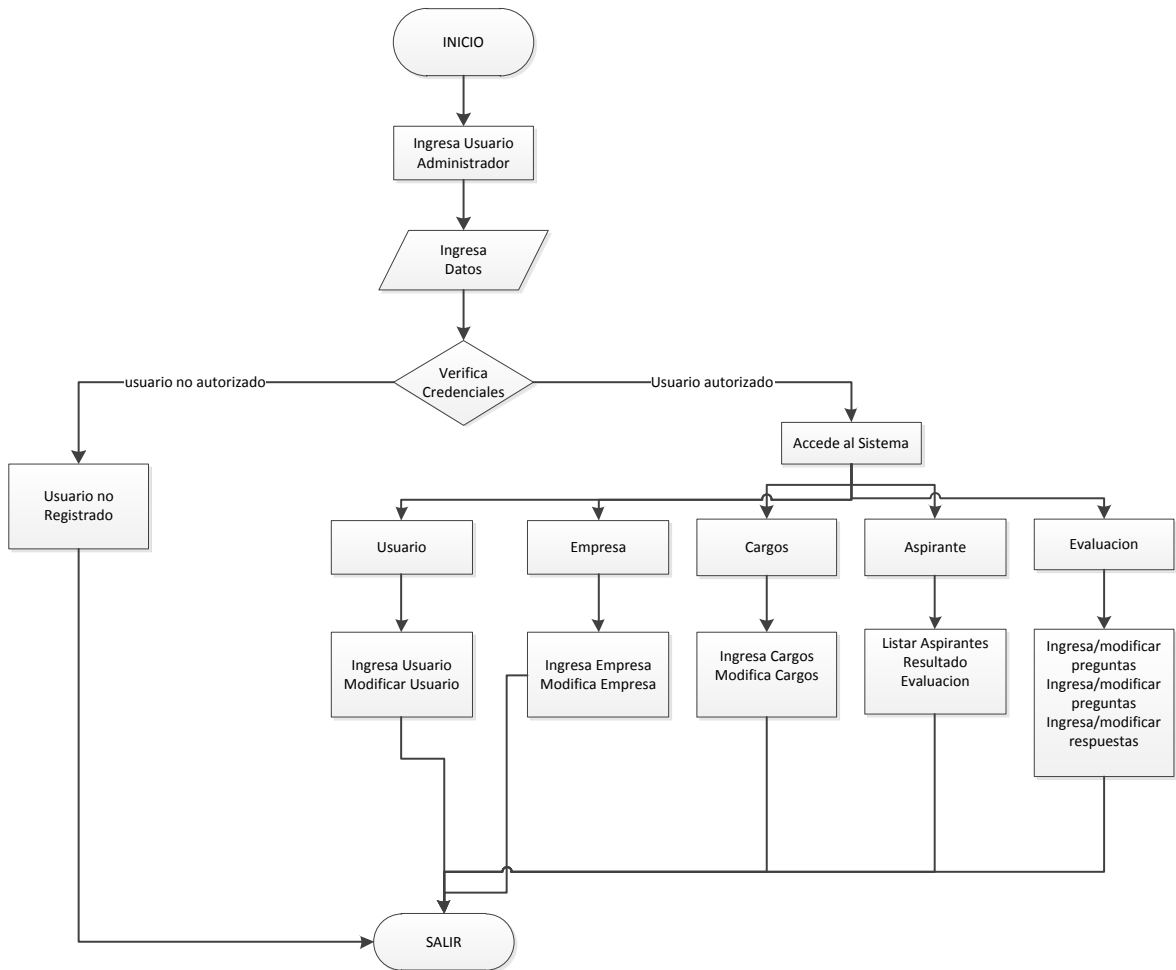 INICIO
Ingresa Usuario
Administrador
Ingresa
Datos
Verifica
Credenciales
usuario no autorizado
Usuario autorizado
Accede al Sistema
Usuario no
Registrado
Usuario
Empresa
Cargos
Aspirante
Evaluacion
Ingresa Usuario
Modificar Usuario
Ingresa Empresa
Modifica Empresa
Ingresa Cargos
Modifica Cargos
Listar Aspirantes
Resultado
Evaluacion
Ingresa/modificar
preguntas
Ingresa/modificar
preguntas
Ingresa/modificar
respuestas
SALIR